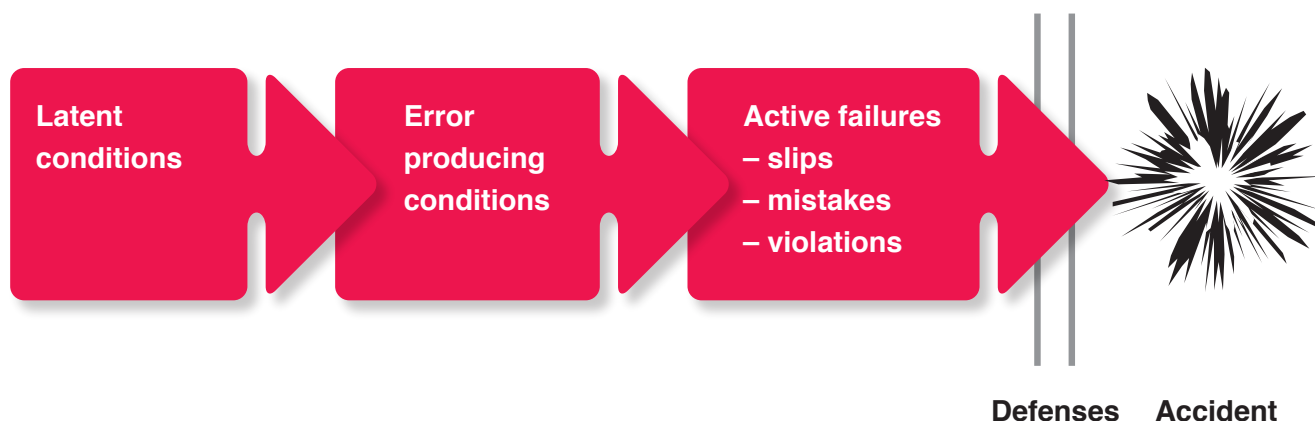 Latent
conditions
Error
producing
conditions
Active failures
– slips
– mistakes
– violations
Defenses
Accident